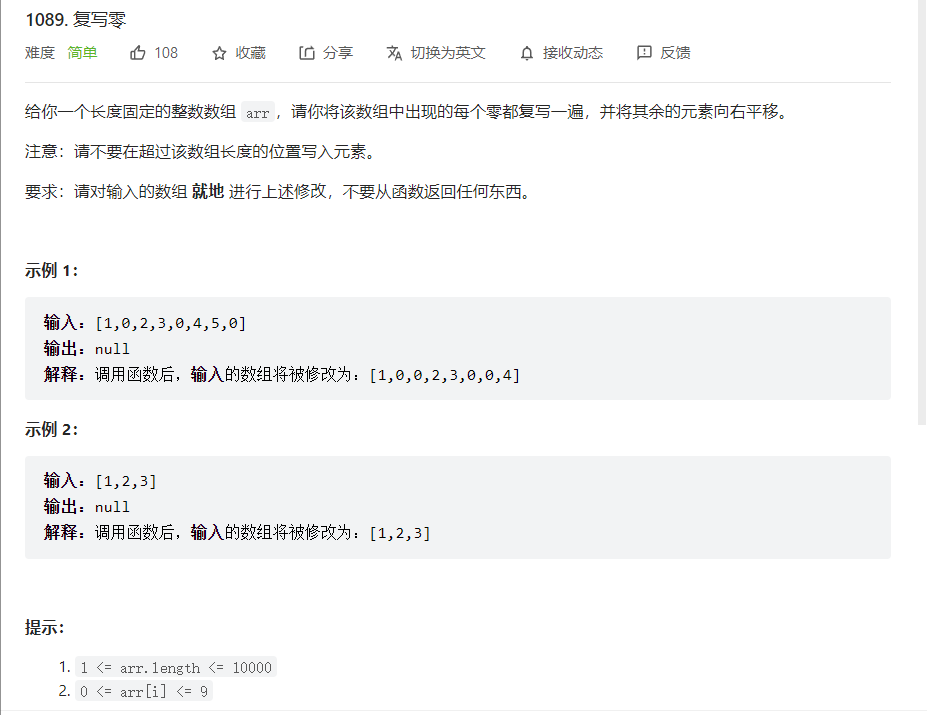 1089. 复写零
难度 简单 108 收藏 分享 切换为英文 接收动态 反馈
给你一个长度固定的整数数组 arr ，请你将该数组中出现的每个零都复写一遍，并将其余的元素向右平移。
注意：请不要在超过该数组长度的位置写入元素。
要求：请对输入的数组 就地 进行上述修改，不要从函数返回任何东西。
示例 1：
输入：[1,0,2,3,0,4,5,0]
输出：null
解释：调用函数后，输入的数组将被修改为：[1,0,0,2,3,0,0,4]
示例 2：
输入：[1,2,3]
输出：null
解释：调用函数后，输入的数组将被修改为：[1,2,3]
提示：
1. 1 <= arr.length <= 10000
2. 0 <= arr[i] <= 9